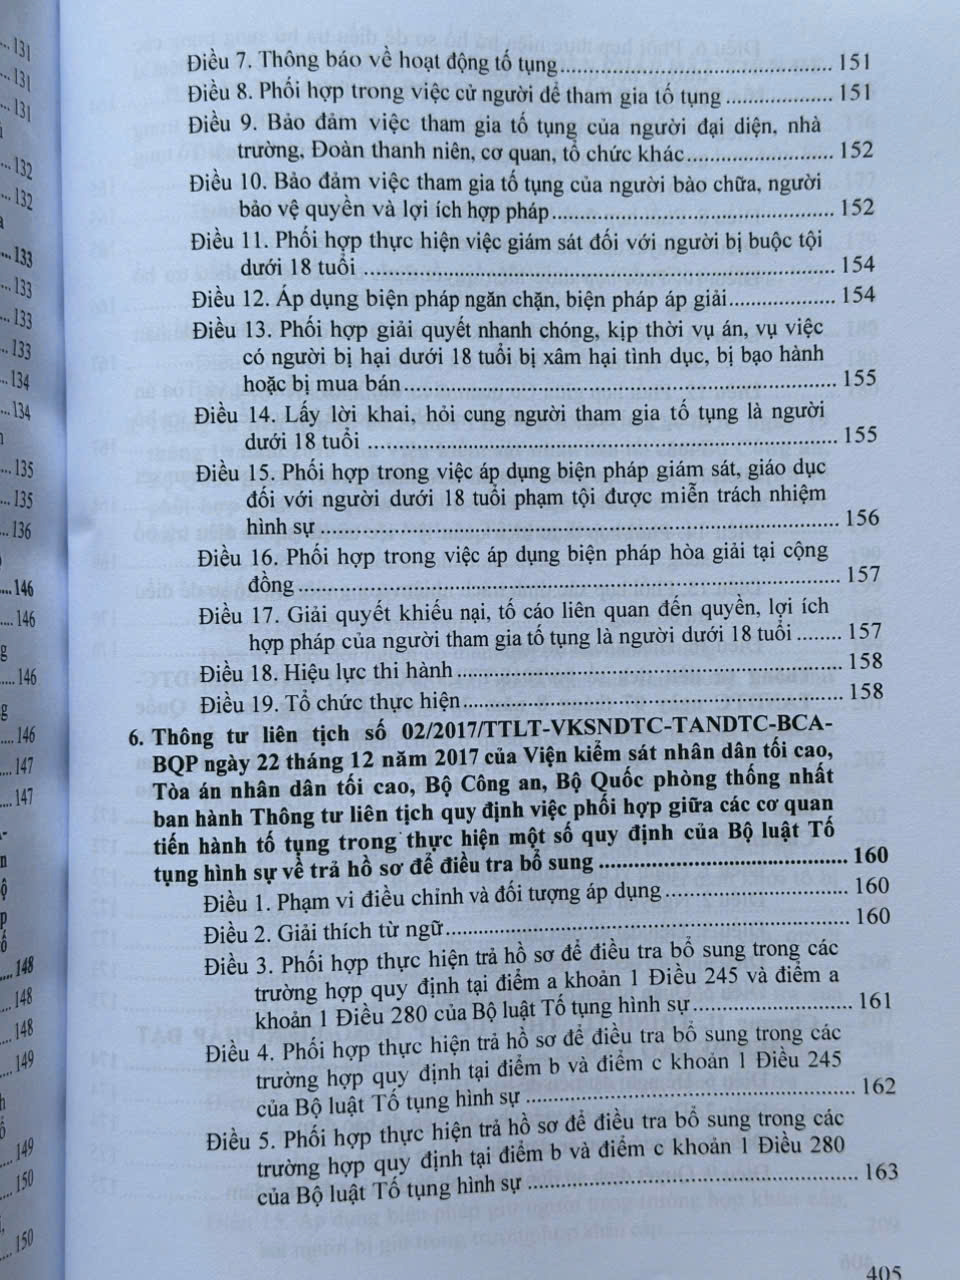 Điều 7. Thông báo về hoạt động tố tụng.......... 151
Điều 8. Phối hợp trong việc cử người để tham gia tố tụng.......... 151
Điều 9. Bảo đảm việc tham gia tố tụng của người đại diện, nhà
trường, Đoàn thanh niên, cơ quan, tổ chức khác.......... 152
Điều 10. Bảo đảm việc tham gia tố tụng của người bào chữa, người
bảo vệ quyền và lợi ích hợp pháp.......... 152
Điều 11. Phối hợp thực hiện việc giám sát đối với người bị buộc tội
dưới 18 tuổi.......... 154
Điều 12. Áp dụng biện pháp ngăn chặn, biện pháp áp giải.......... 154
Điều 13. Phối hợp giải quyết nhanh chóng, kịp thời vụ án, vụ việc
có người bị hại dưới 18 tuổi bị xâm hại tình dục, bị bạo hành
hoặc bị mua bán.......... 155
Điều 14. Lấy lời khai, hỏi cung người tham gia tố tụng là người
dưới 18 tuổi.......... 155
Điều 15. Phối hợp trong việc áp dụng biện pháp giám sát, giáo dục
đối với người dưới 18 tuổi phạm tội được miễn trách nhiệm
hình sự.......... 156
Điều 16. Phối hợp trong việc áp dụng biện pháp hòa giải tại cộng
đồng.......... 157
Điều 17. Giải quyết khiếu nại, tố cáo liên quan đến quyền, lợi ích
hợp pháp của người tham gia tố tụng là người dưới 18 tuổi........ 157
Điều 18. Hiệu lực thi hành.......... 158
Điều 19. Tổ chức thực hiện.......... 158
6. Thông tư liên tịch số 02/2017/TTLT-VKSNDTC-TANDTC-BCA-
BQP ngày 22 tháng 12 năm 2017 của Viện kiểm sát nhân dân tối cao,
Tòa án nhân dân tối cao, Bộ Công an, Bộ Quốc phòng thống nhất
ban hành Thông tư liên tịch quy định việc phối hợp giữa các cơ quan
tiến hành tố tụng trong thực hiện một số quy định của Bộ luật Tố
tụng hình sự về trả hồ sơ để điều tra bổ sung.......... 160
Điều 1. Phạm vi điều chỉnh và đối tượng áp dụng.......... 160
Điều 2. Giải thích từ ngữ.......... 160
Điều 3. Phối hợp thực hiện trả hồ sơ để điều tra bổ sung trong các
trường hợp quy định tại điểm a khoản 1 Điều 245 và điểm a
khoản 1 Điều 280 của Bộ luật Tố tụng hình sự.......... 161
Điều 4. Phối hợp thực hiện trả hồ sơ để điều tra bổ sung trong các
trường hợp quy định tại điểm b và điểm c khoản 1 Điều 245
của Bộ luật Tố tụng hình sự.......... 162
Điều 5. Phối hợp thực hiện trả hồ sơ để điều tra bổ sung trong các
trường hợp quy định tại điểm b và điểm c khoản 1 Điều 280
của Bộ luật Tố tụng hình sự.......... 163
405